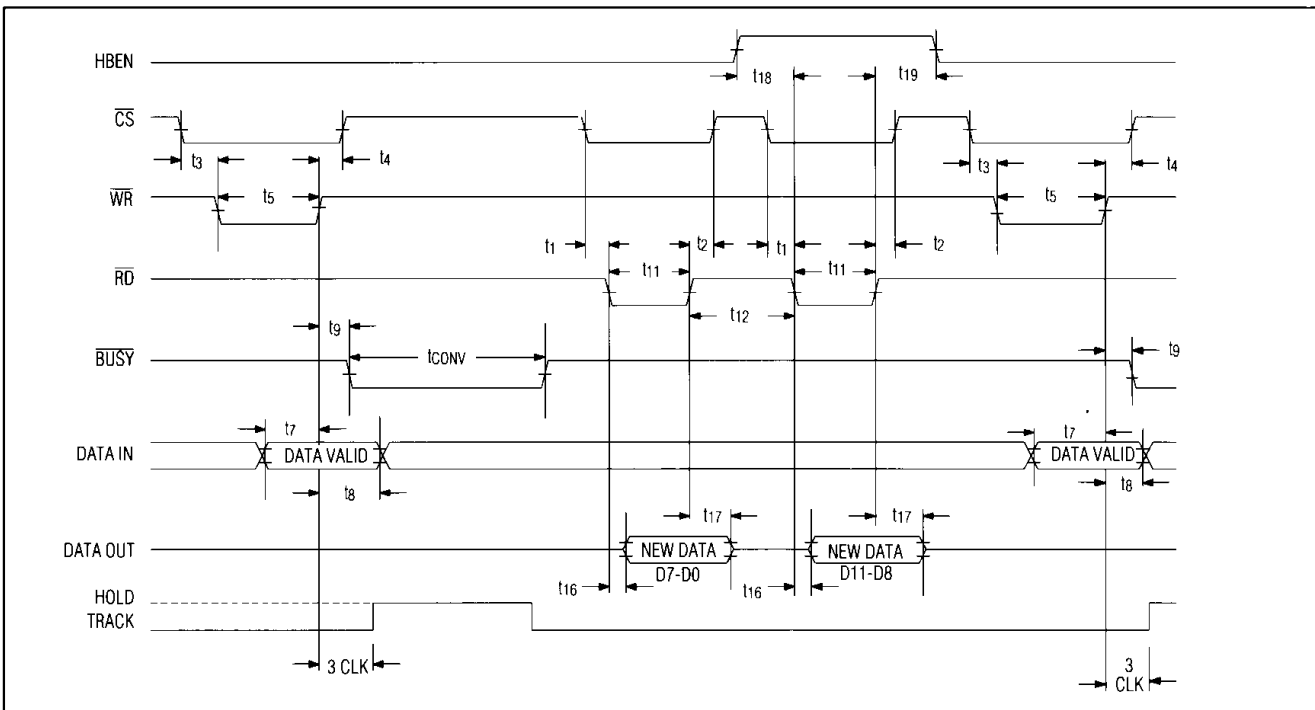 HBEN
t18
t19
CS
t3
t4
t3
t4
WR
t5
t5
t1
t2
t1
t2
RD
t11
t11
t12
t9
tCONV
t9
BUSY
t7
t7
DATA IN
DATA VALID
DATA VALID
t8
t8
t17
t17
DATA OUT
NEW DATA
D7-D0
NEW DATA
D11-D8
t16
t16
HOLD
TRACK
3 CLK
3
CLK